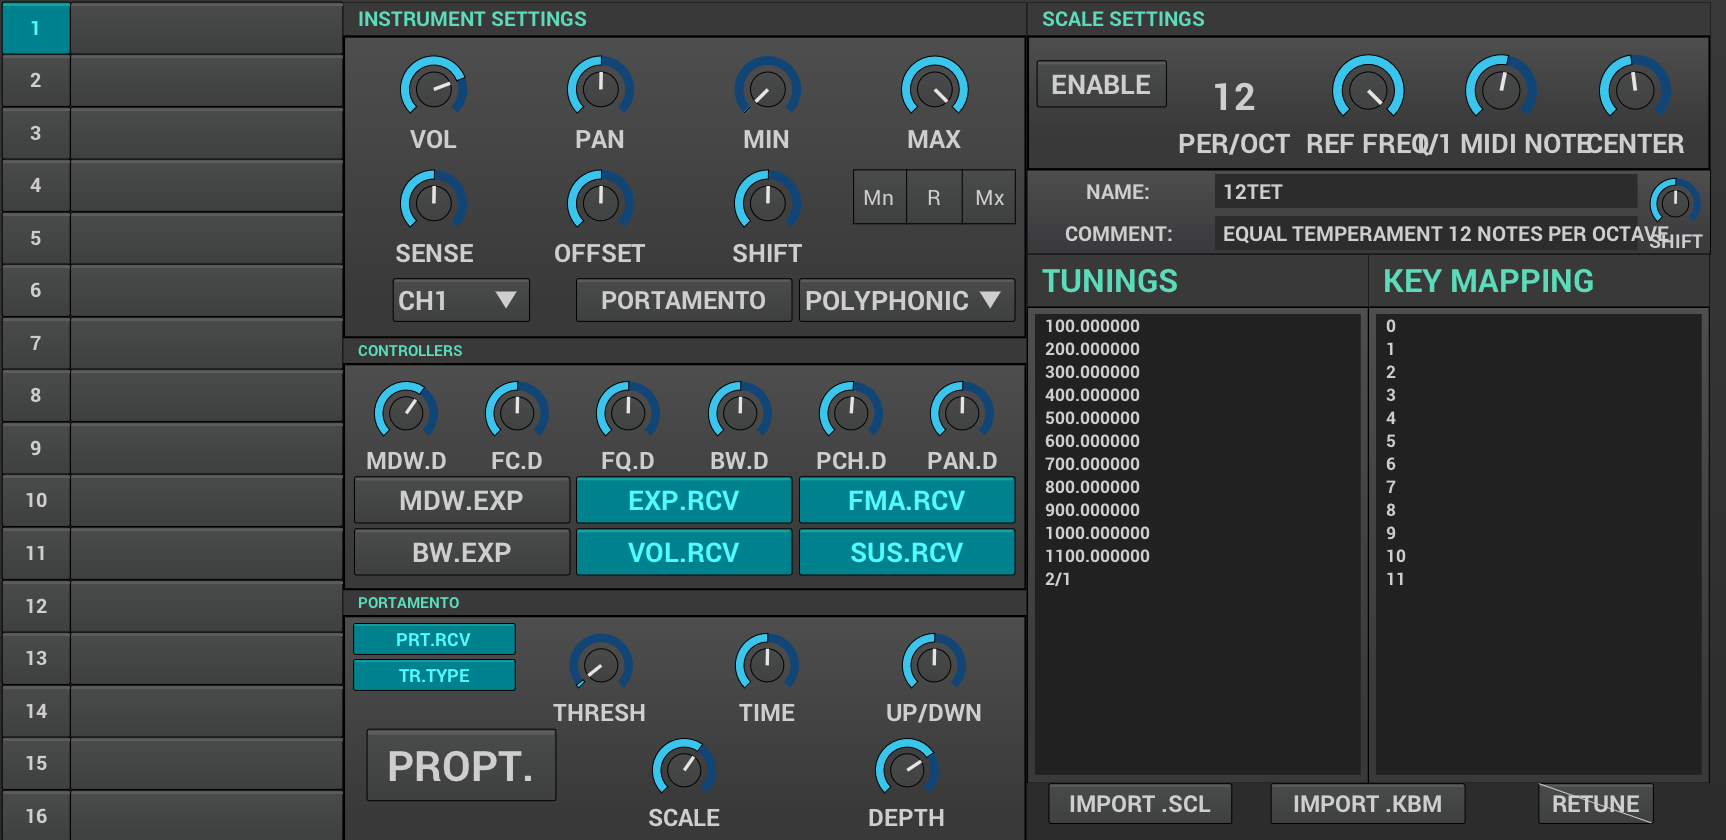 1
2
3
4
5
6
7
8
9
10
11
12
13
14
15
16
INSTRUMENT SETTINGS
VOL PAN MIN MAX
SENSE OFFSET SHIFT Mn R Mx
CH1 PORTAMENTO POLYPHONIC
CONTROLLERS
MDW.D FC.D FQ.D BW.D PCH.D PAN.D
MDW.EXP EXP.RCV FMA.RCV
BW.EXP VOL.RCV SUS.RCV
PORTAMENTO
PRT.RCV
TR.TYPE
THRESH TIME UP/DWN
PROPT.
SCALE DEPTH
SCALE SETTINGS
ENABLE 12
PER/OCT REF FREQ 1/1 MIDI NOTE CENTER
NAME: 12TET
COMMENT: EQUAL TEMPERAMENT 12 NOTES PER OCTAVE
SHIFT
TUNINGS
100.000000
200.000000
300.000000
400.000000
500.000000
600.000000
700.000000
800.000000
900.000000
1000.000000
1100.000000
2/1
KEY MAPPING
0
1
2
3
4
5
6
7
8
9
10
11
IMPORT .SCL IMPORT .KBM RETUNE